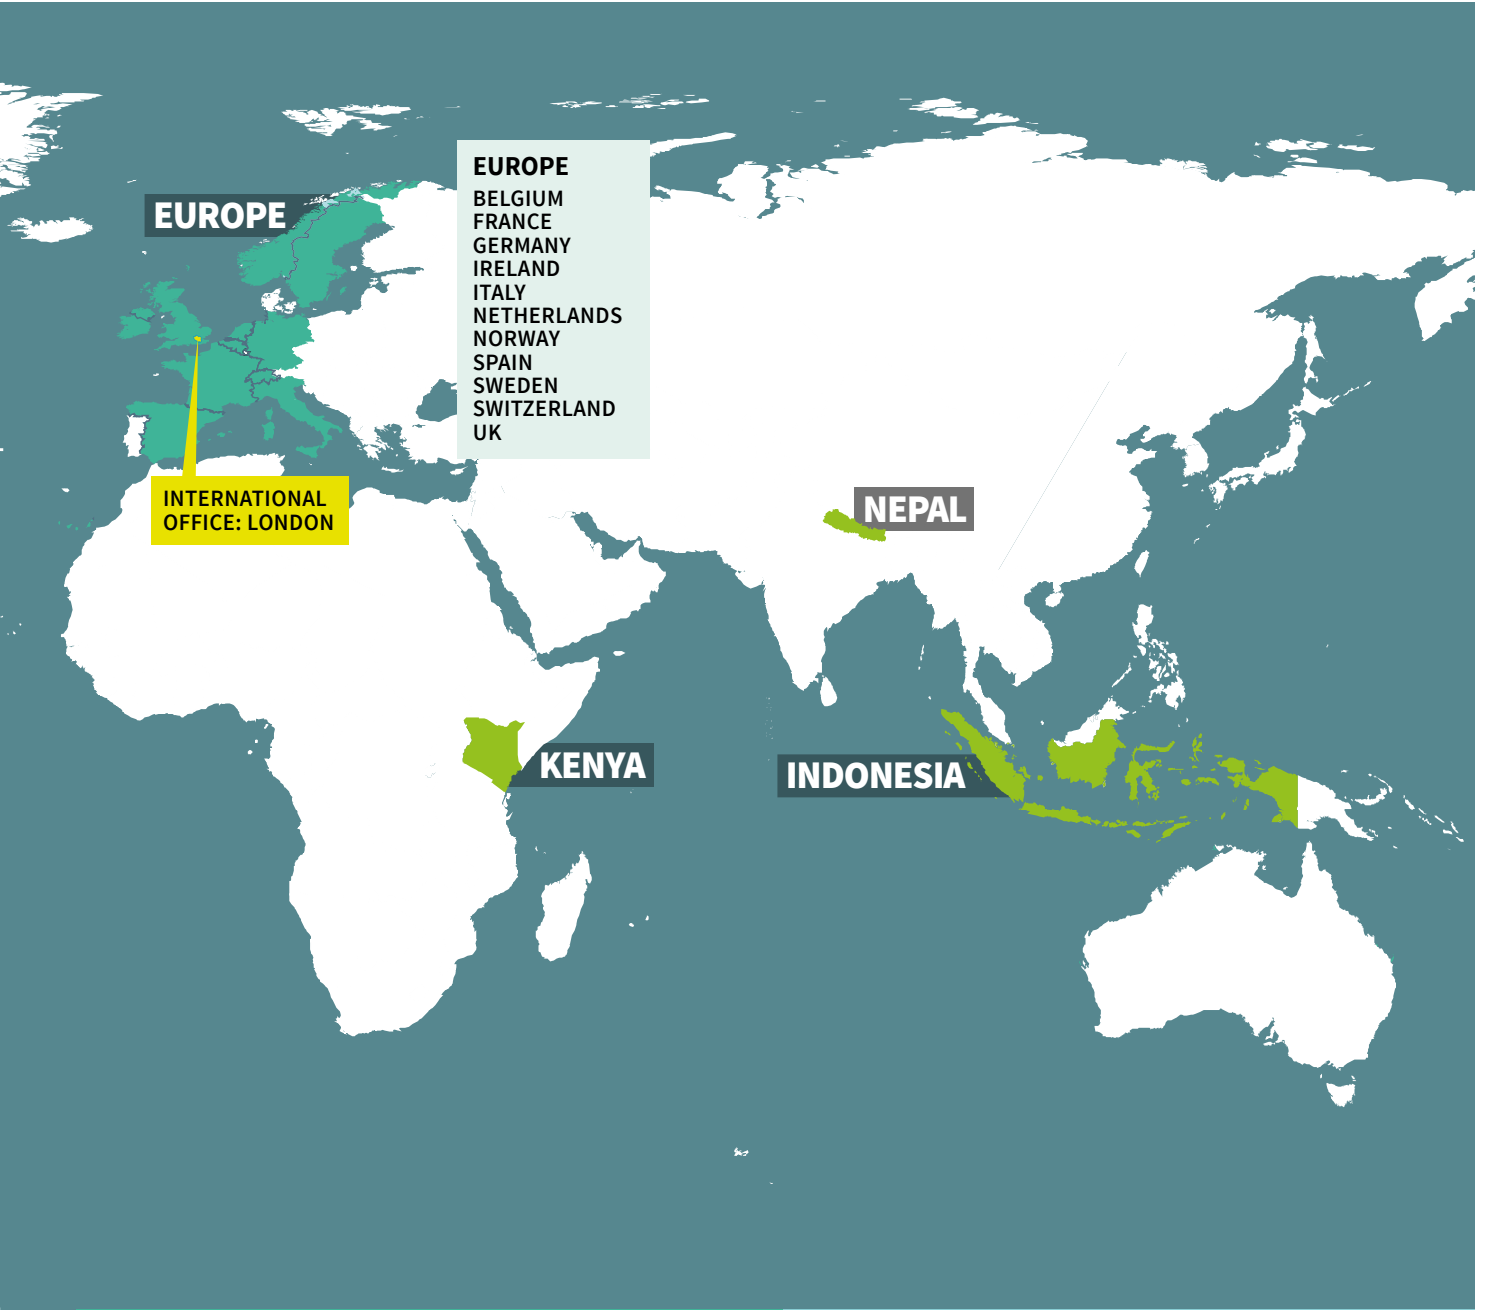 EUROPE
BELGIUM
FRANCE
GERMANY
IRELAND
ITALY
NETHERLANDS
NORWAY
SPAIN
SWEDEN
SWITZERLAND
UK
EUROPE
INTERNATIONAL
OFFICE: LONDON
NEPAL
KENYA
INDONESIA